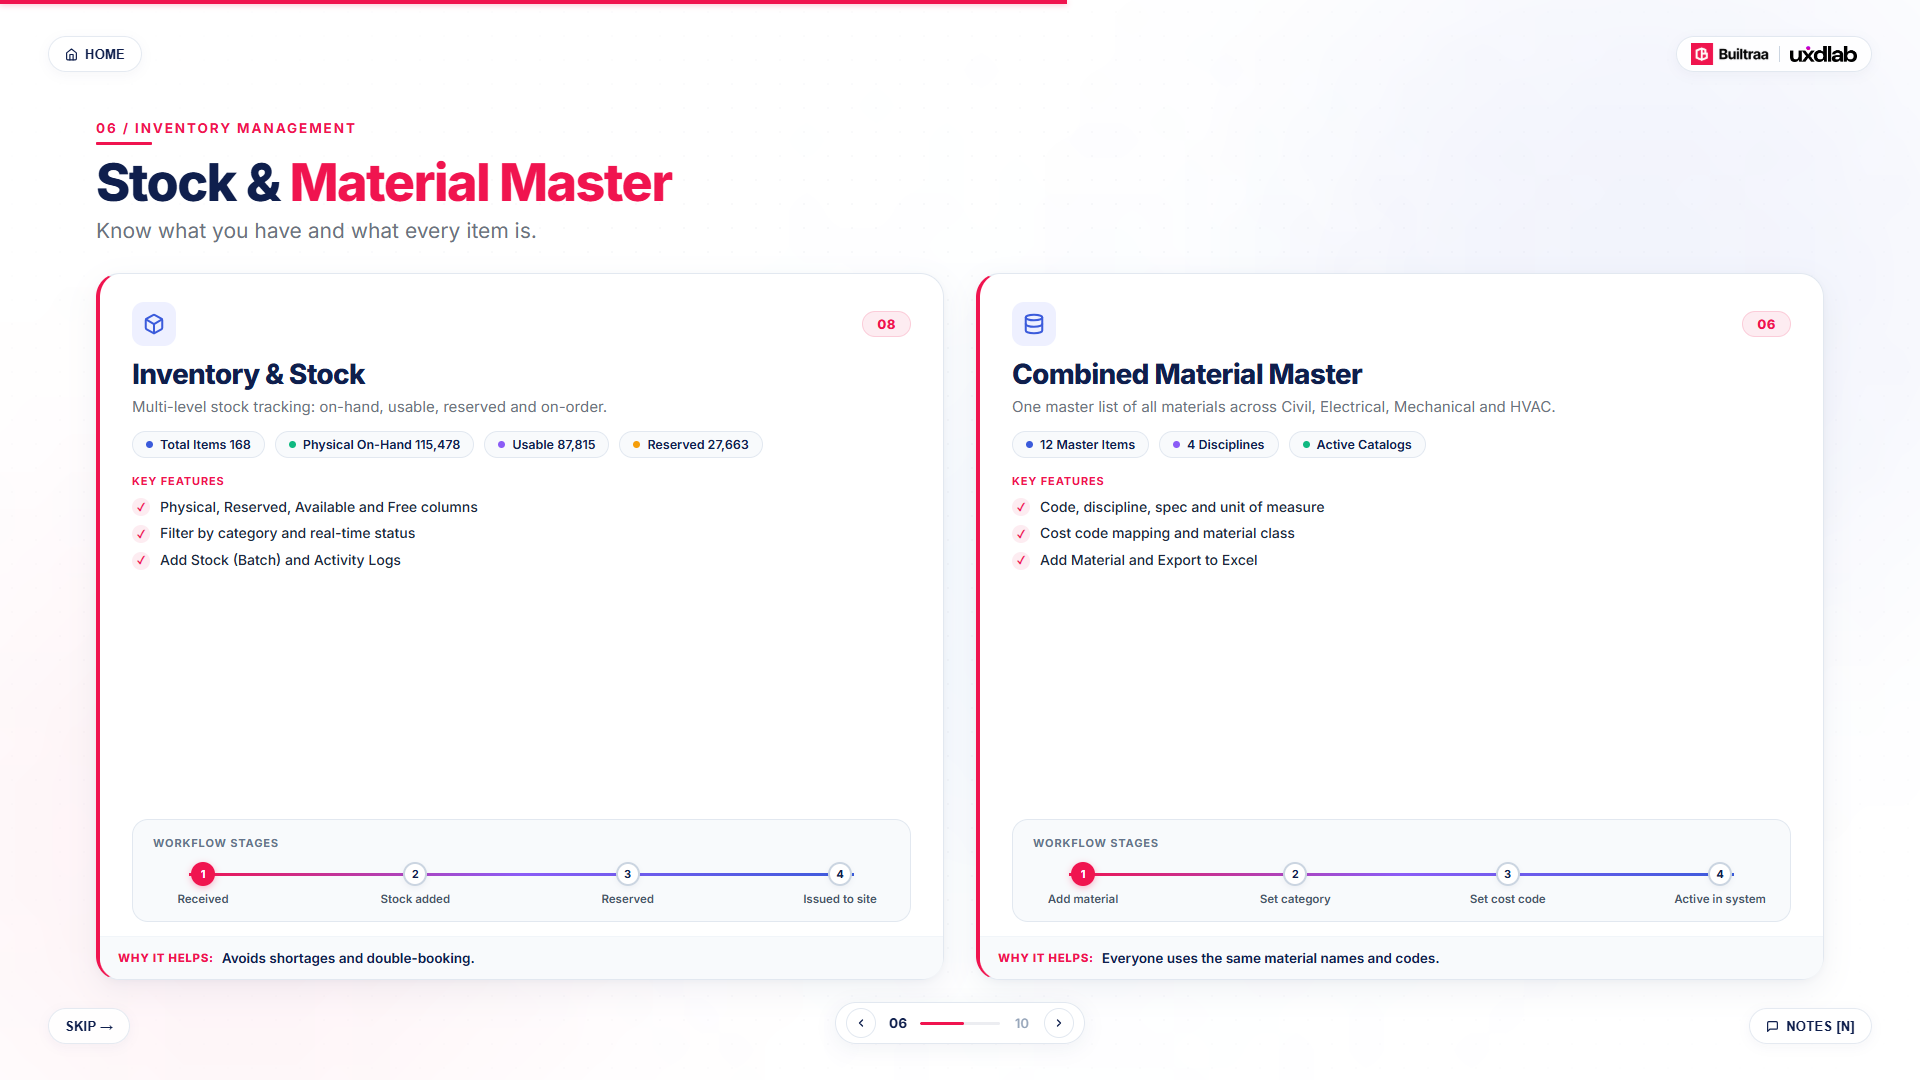 HOME
Builtraa
uxdlab
06 / INVENTORY MANAGEMENT
Stock & Material Master
Know what you have and what every item is.
08
Inventory & Stock
Multi-level stock tracking: on-hand, usable, reserved and on-order.
Total Items 168
Physical On-Hand 115,478
Usable 87,815
Reserved 27,663
KEY FEATURES
Physical, Reserved, Available and Free columns
Filter by category and real-time status
Add Stock (Batch) and Activity Logs
WORKFLOW STAGES
1 2 3 4
Received Stock added Reserved Issued to site
WHY IT HELPS: Avoids shortages and double-booking.
06
Combined Material Master
One master list of all materials across Civil, Electrical, Mechanical and HVAC.
12 Master Items
4 Disciplines
Active Catalogs
KEY FEATURES
Code, discipline, spec and unit of measure
Cost code mapping and material class
Add Material and Export to Excel
WORKFLOW STAGES
1 2 3 4
Add material Set category Set cost code Active in system
WHY IT HELPS: Everyone uses the same material names and codes.
SKIP →
06 10
NOTES [N]